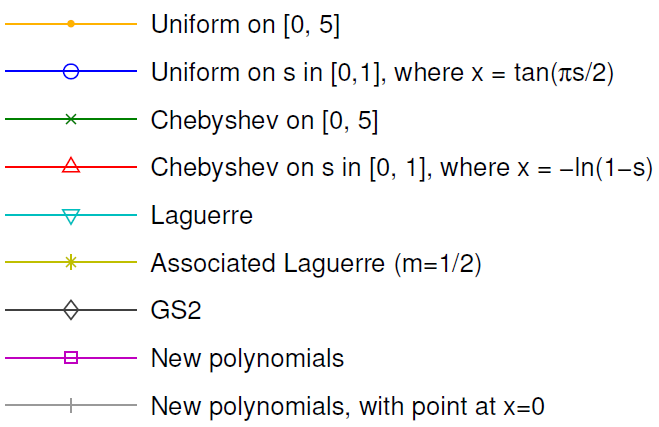 Uniform on [0, 5]
Uniform on s in [0,1], where x = tan(πs/2)
Chebyshev on [0, 5]
Chebyshev on s in [0, 1], where x = −ln(1−s)
Laguerre
Associated Laguerre (m=1/2)
GS2
New polynomials
New polynomials, with point at x=0